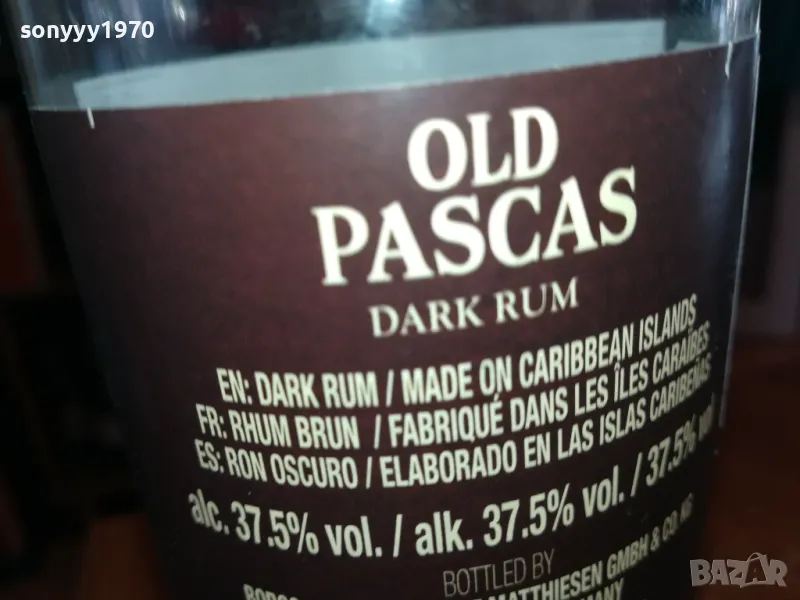 sonyyy1970
OLD
PASCAS
DARK RUM
EN: DARK RUM / MADE ON CARIBBEAN ISLANDS
FR: RHUM BRUN / FABRIQUÉ DANS LES ÎLES CARAÏBES
ES: RON OSCURO / ELABORADO EN LAS ISLAS CARIBEÑAS
alc. 37.5% vol. / alk. 37.5% vol. / 37.5% vol
BOTTLED BY
MATTHIESEN GMBH & CO. KG
BAZAR